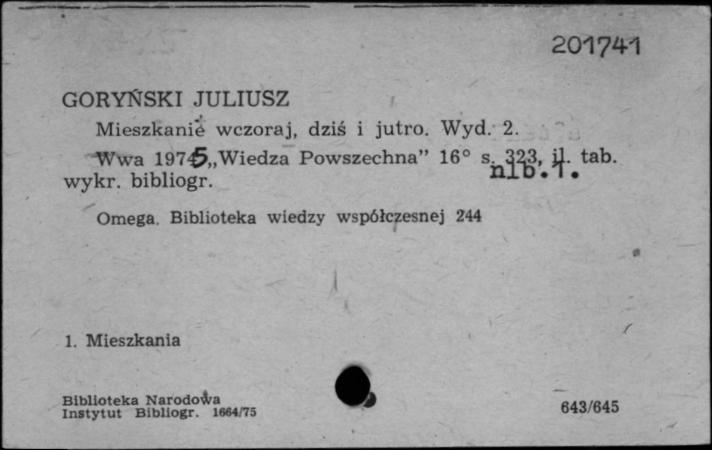 201741
GORYŃSKI JULIUSZ
Mieszkanie wczoraj, dziś i jutro. Wyd. 2.
Wwa 1975 „Wiedza Powszechna” 16° s. 323, il. tab.
nlb.1.
wykr. bibliogr.
Omega. Biblioteka wiedzy współczesnej 244
1. Mieszkania
Biblioteka Narodowa
Instytut Bibliogr. 1664/75
643/645